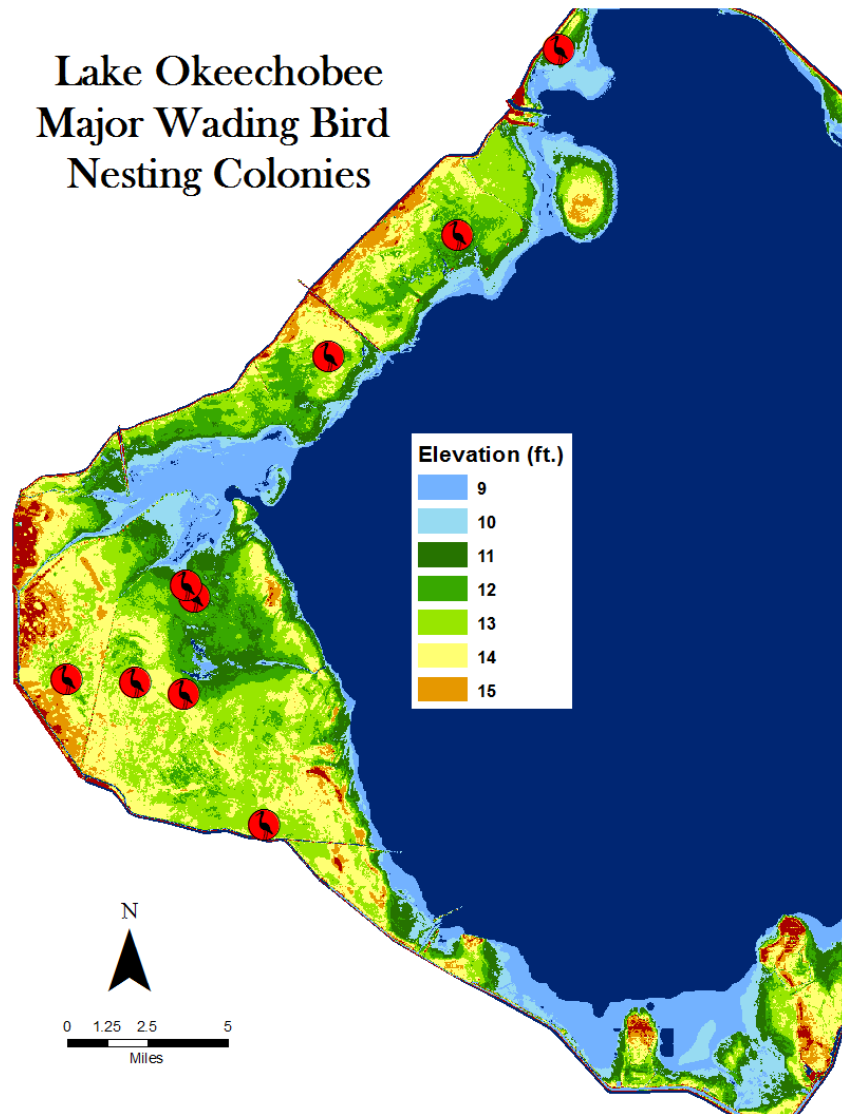 Lake Okeechobee
Major Wading Bird
Nesting Colonies
Elevation (ft.)
9
10
11
12
13
14
15
N
0 1.25 2.5 5
Miles